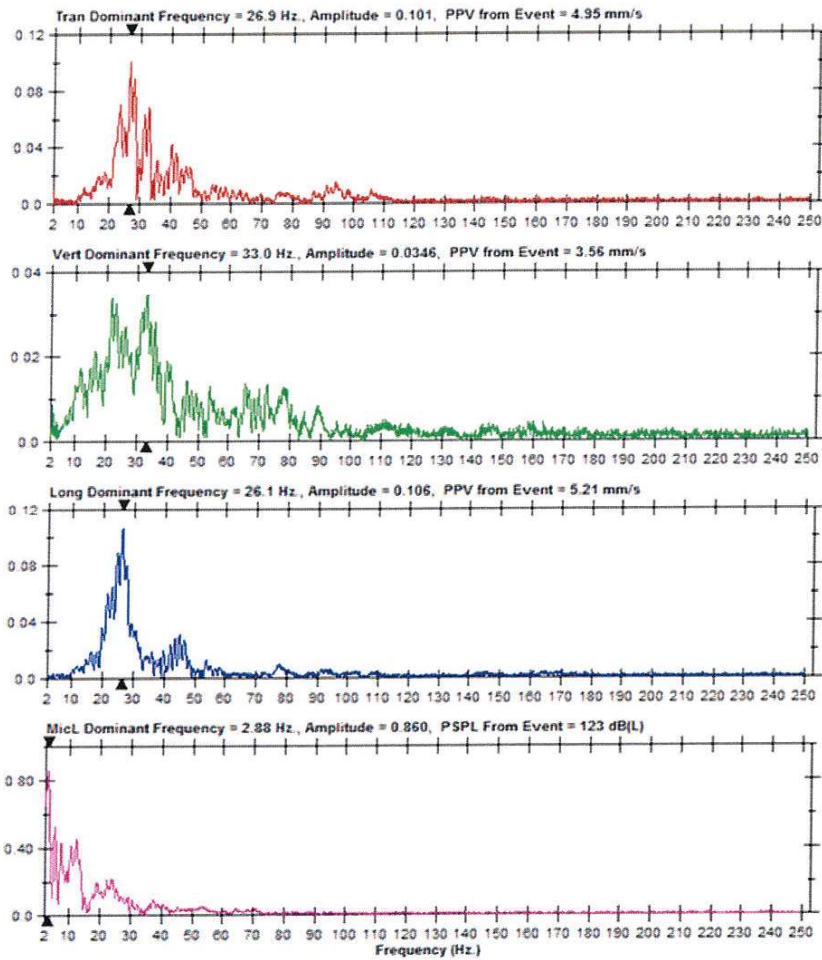 Tran Dominant Frequency = 26.9 Hz., Amplitude = 0.101, PPV from Event = 4.95 mm/s
0.12
0.08
0.04
0.0
2 10 20 30 40 50 60 70 80 90 100 110 120 130 140 150 160 170 180 190 200 210 220 230 240 250
Vert Dominant Frequency = 33.0 Hz., Amplitude = 0.0346, PPV from Event = 3.56 mm/s
0.04
0.02
0.0
2 10 20 30 40 50 60 70 80 90 100 110 120 130 140 150 160 170 180 190 200 210 220 230 240 250
Long Dominant Frequency = 26.1 Hz., Amplitude = 0.106, PPV from Event = 5.21 mm/s
0.12
0.08
0.04
0.0
2 10 20 30 40 50 60 70 80 90 100 110 120 130 140 150 160 170 180 190 200 210 220 230 240 250
MicL Dominant Frequency = 2.88 Hz., Amplitude = 0.860, PSPL From Event = 123 dB(L)
0.80
0.40
0.0
2 10 20 30 40 50 60 70 80 90 100 110 120 130 140 150 160 170 180 190 200 210 220 230 240 250
Frequency (Hz.)